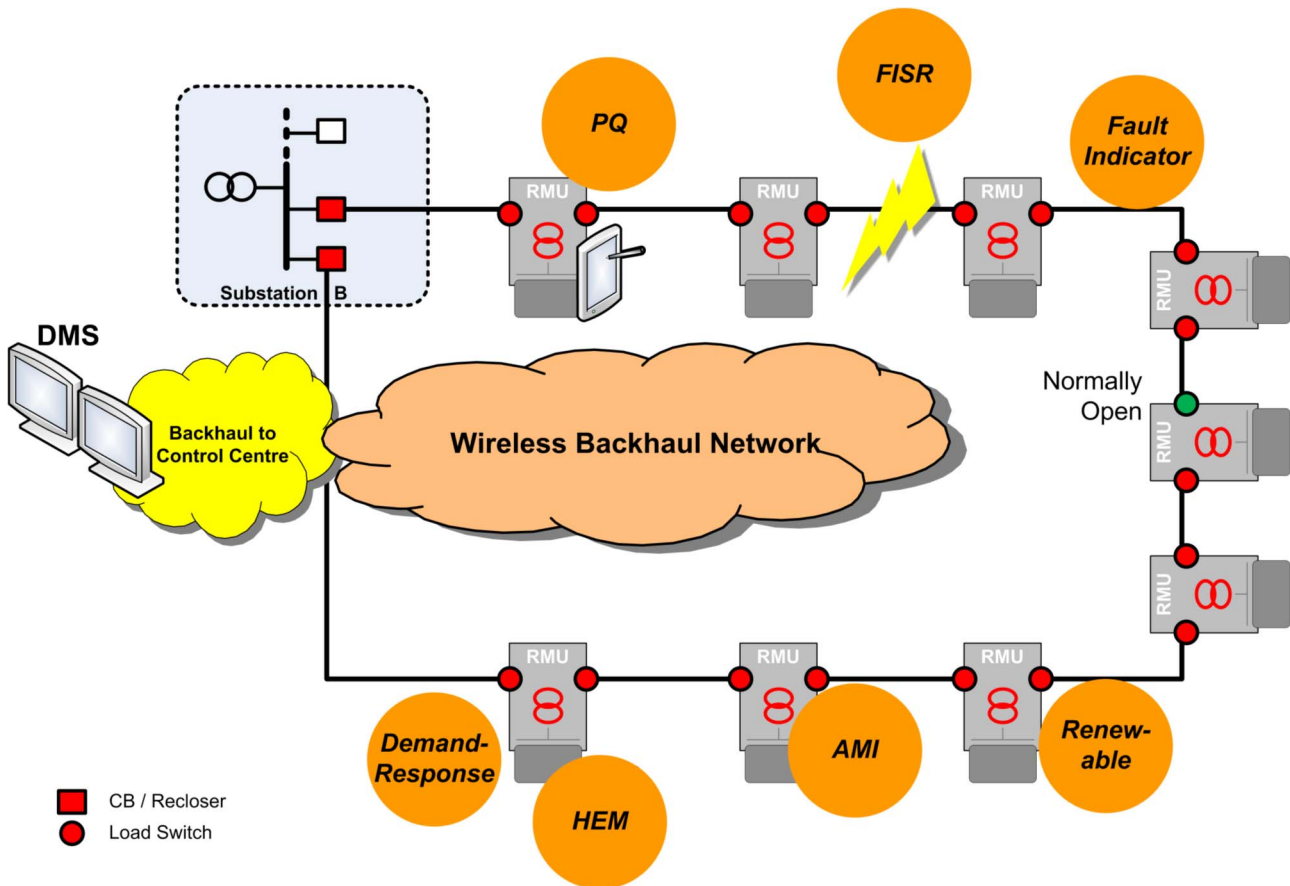 PQ
FISR
Fault
Indicator
RMU
RMU
RMU
Substation B
RMU
DMS
Backhaul to
Control Centre
Wireless Backhaul Network
Normally
Open
RMU
RMU
RMU
RMU
RMU
Demand-
Response
HEM
AMI
Renew-
able
CB / Recloser
Load Switch